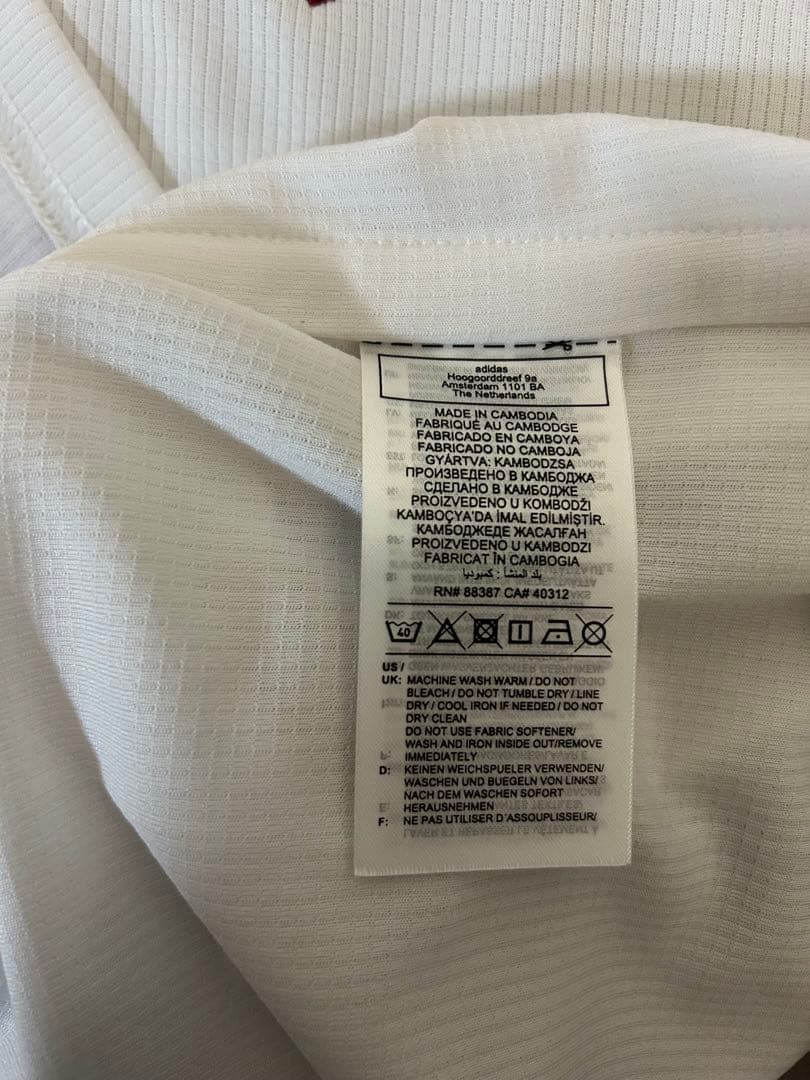 adidas
Hoogoorddreef 9a
Amsterdam 1101 BA
The Netherlands
MADE IN CAMBODIA
FABRIQUÉ AU CAMBODGE
FABRICADO EN CAMBOYA
FABRICADO NO CAMBOJA
GYÁRTVA: KAMBODZSA
ПРОИЗВЕДЕНО В КАМБОДЖА
СДЕЛАНО В КАМБОДЖЕ
PROIZVEDENO U KOMBODŽI
KAMBOÇYA'DA İMAL EDİLMİŞTİR.
КАМБОДЖЕДЕ ЖАСАЛҒАН
PROIZVEDENO U KAMBODZI
FABRICAT ÎN CAMBOGIA
بلد المنشأ : كمبوديا
RN# 88387 CA# 40312
40
US /
UK: MACHINE WASH WARM / DO NOT
BLEACH / DO NOT TUMBLE DRY / LINE
DRY / COOL IRON IF NEEDED / DO NOT
DRY CLEAN
DO NOT USE FABRIC SOFTENER/
WASH AND IRON INSIDE OUT/REMOVE
IMMEDIATELY
D: KEINEN WEICHSPUELER VERWENDEN/
WASCHEN UND BUEGELN VON LINKS/
NACH DEM WASCHEN SOFORT
HERAUSNEHMEN
F: NE PAS UTILISER D'ASSOUPLISSEUR/